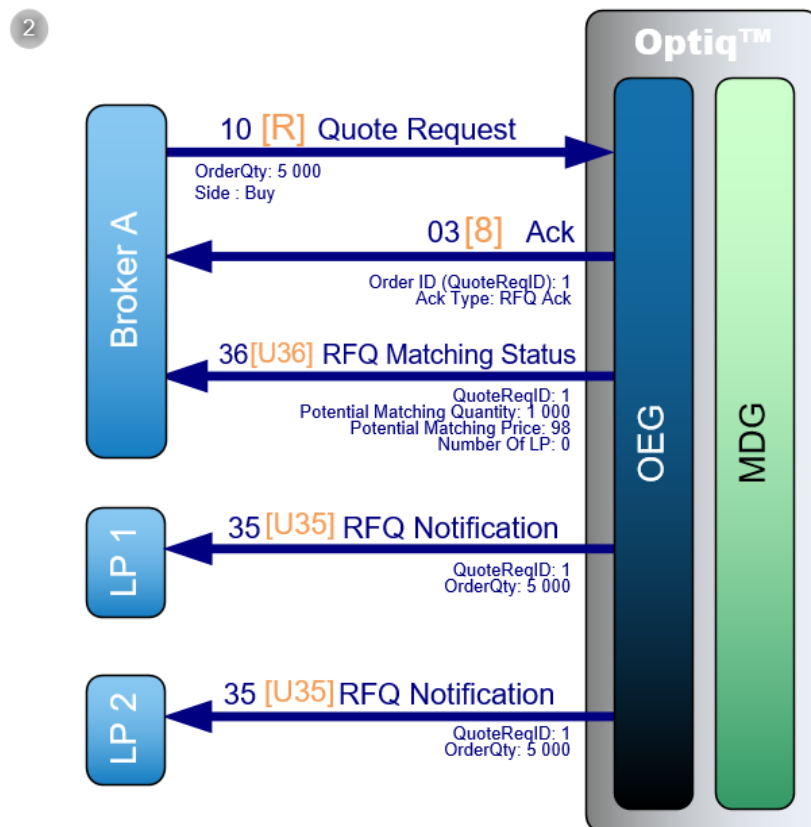 2
Optiq™
Broker A
10 [R] Quote Request
OrderQty: 5 000
Side : Buy
03 [8] Ack
Order ID (QuoteReqID): 1
Ack Type: RFQ Ack
36 [U36] RFQ Matching Status
QuoteReqID: 1
Potential Matching Quantity: 1 000
Potential Matching Price: 98
Number Of LP: 0
OEG
MDG
LP 1
35 [U35] RFQ Notification
QuoteReqID: 1
OrderQty: 5 000
LP 2
35 [U35] RFQ Notification
QuoteReqID: 1
OrderQty: 5 000